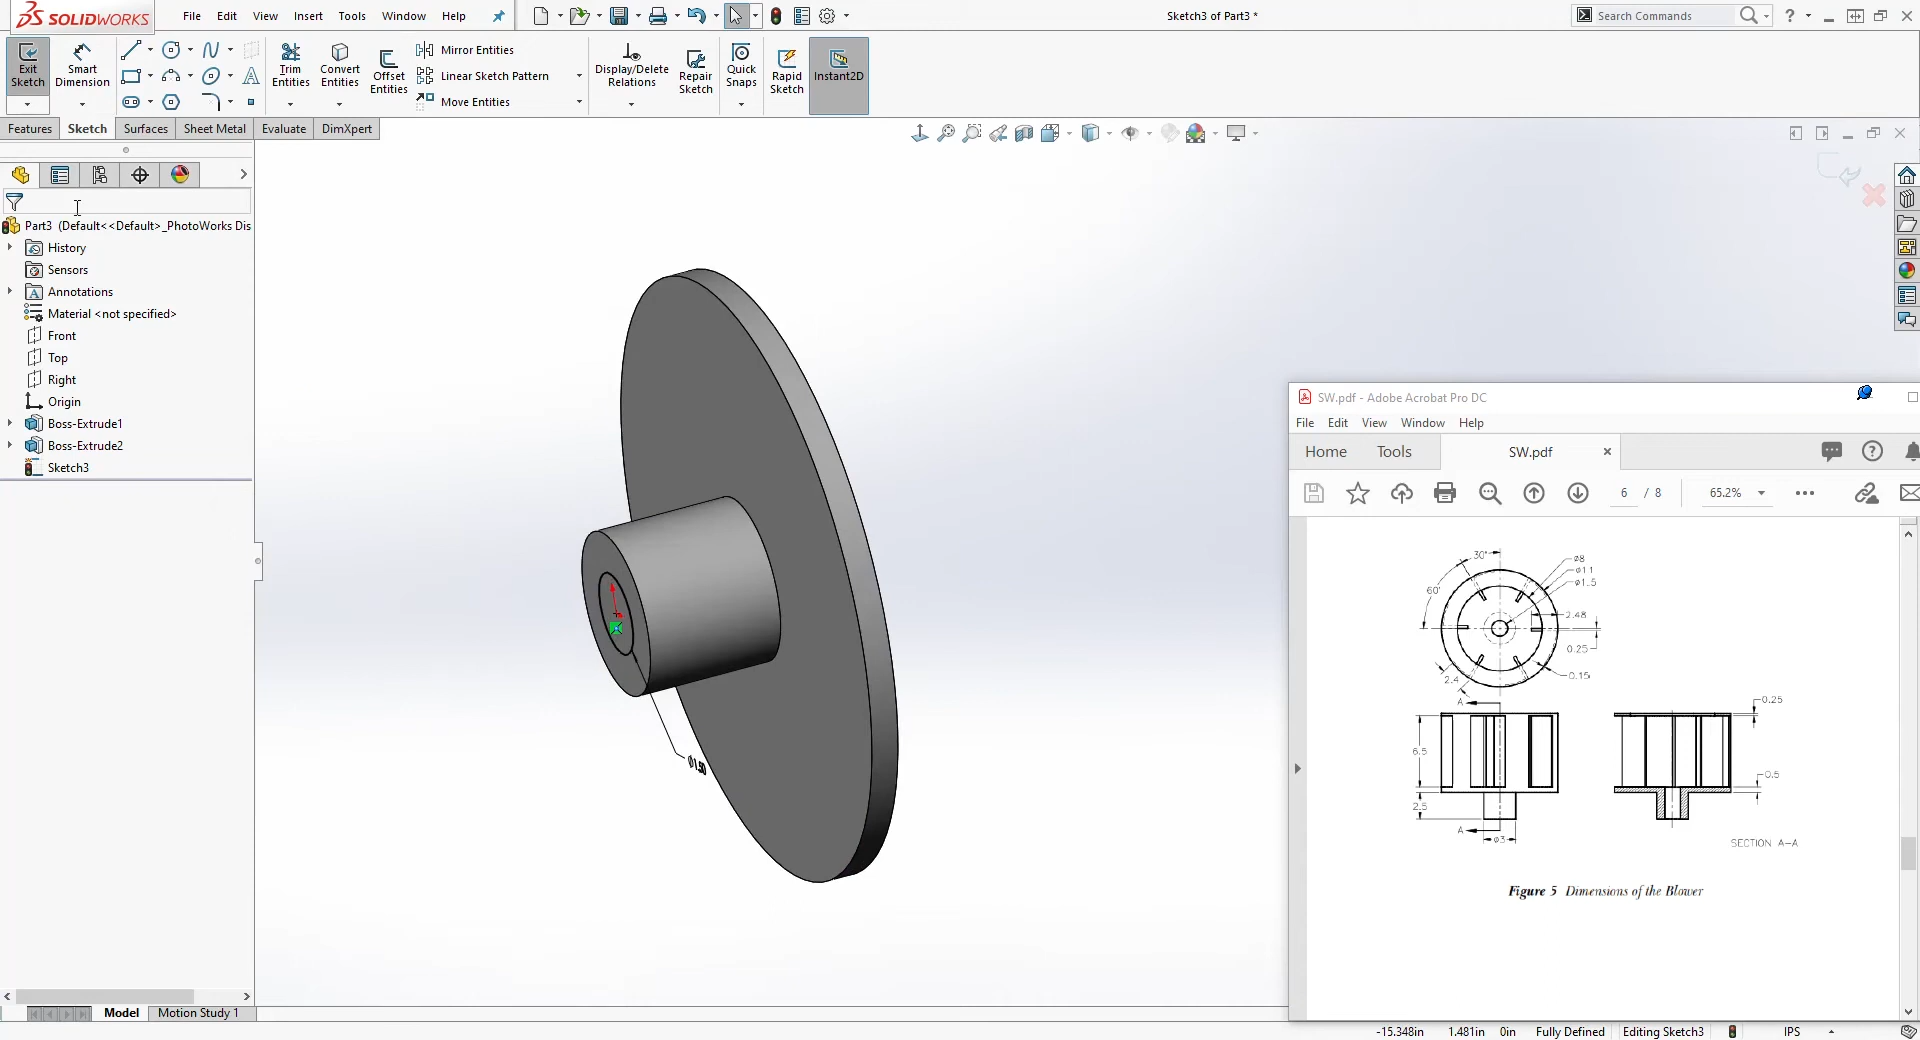 SOLIDWORKS
File Edit View Insert Tools Window Help
Sketch3 of Part3 *
Search Commands
Exit Sketch
Smart Dimension
Trim Entities
Convert Entities
Offset Entities
Mirror Entities
Linear Sketch Pattern
Move Entities
Display/Delete Relations
Repair Sketch
Quick Snaps
Rapid Sketch
Instant2D
Features Sketch Surfaces Sheet Metal Evaluate DimXpert
Part3 (Default<<Default>_PhotoWorks Dis
History
Sensors
Annotations
Material <not specified>
Front
Top
Right
Origin
Boss-Extrude1
Boss-Extrude2
Sketch3
Ø1.50
SW.pdf - Adobe Acrobat Pro DC
File Edit View Window Help
Home Tools SW.pdf
6 / 8 65.2%
30°
ø8
ø11
ø1.5
60°
2.48
0.25
2.4
0.15
A
0.25
6.5
0.5
2.5
A
ø3
SECTION A-A
Figure 5 Dimensions of the Blower
Model Motion Study 1
-15.348in 1.481in 0in Fully Defined Editing Sketch3 IPS